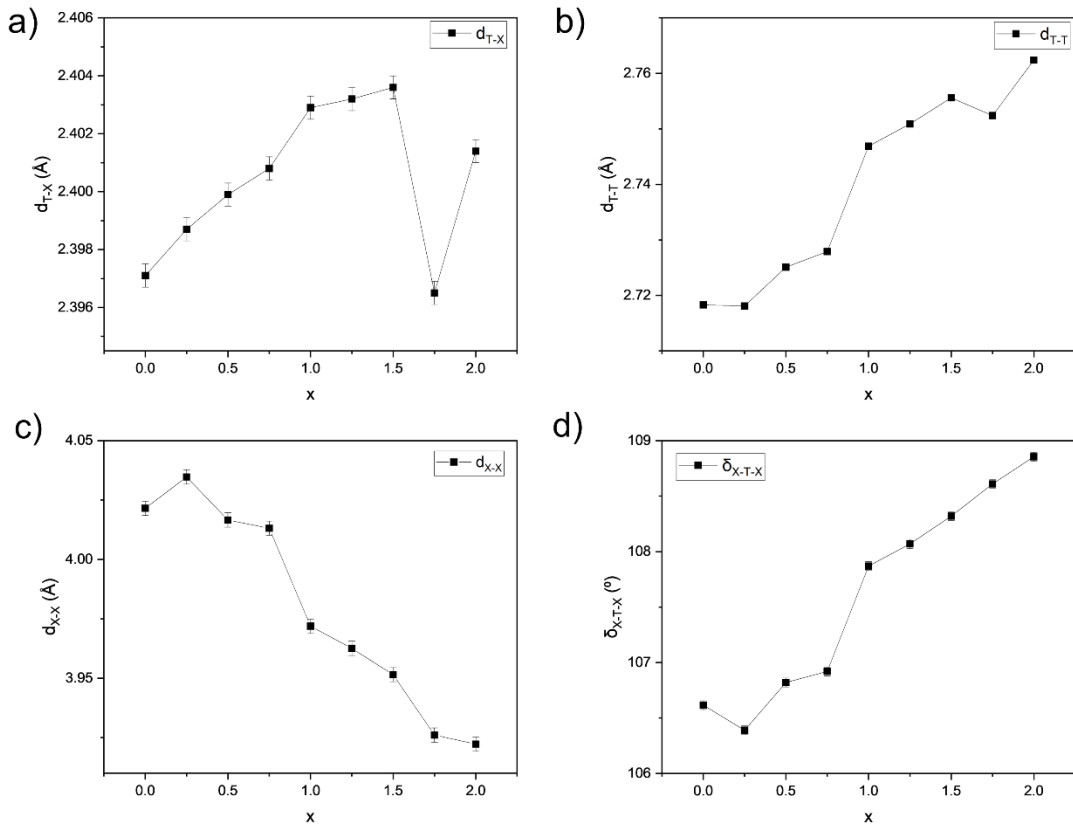 a)
d_T-X
2.406
2.404
2.402
2.400
2.398
2.396
d_T-X (Å)
0.0 0.5 1.0 1.5 2.0
x
b)
d_T-T
2.76
2.74
2.72
d_T-T (Å)
0.0 0.5 1.0 1.5 2.0
x
c)
d_X-X
4.05
4.00
3.95
d_X-X (Å)
0.0 0.5 1.0 1.5 2.0
x
d)
δ_X-T-X
109
108
107
106
δ_X-T-X (º)
0.0 0.5 1.0 1.5 2.0
x